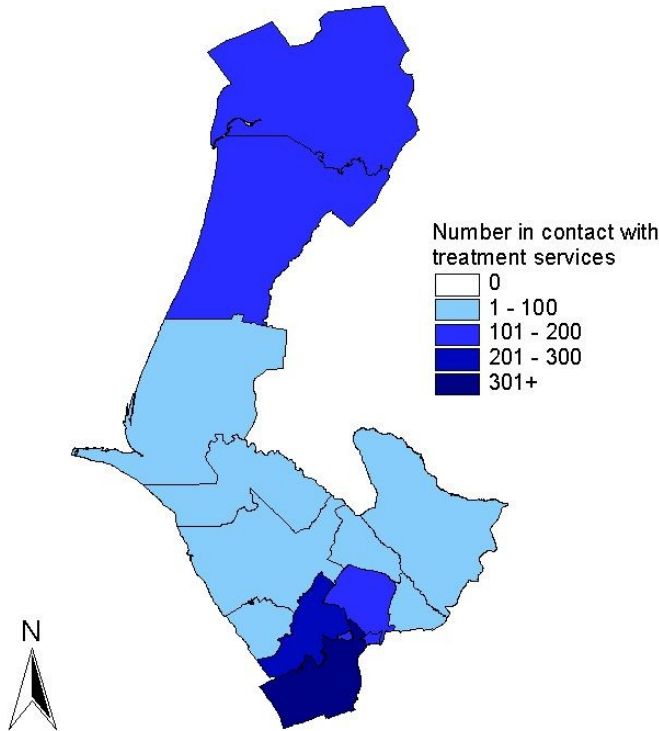 Number in contact with
treatment services
0
1 - 100
101 - 200
201 - 300
301+
N